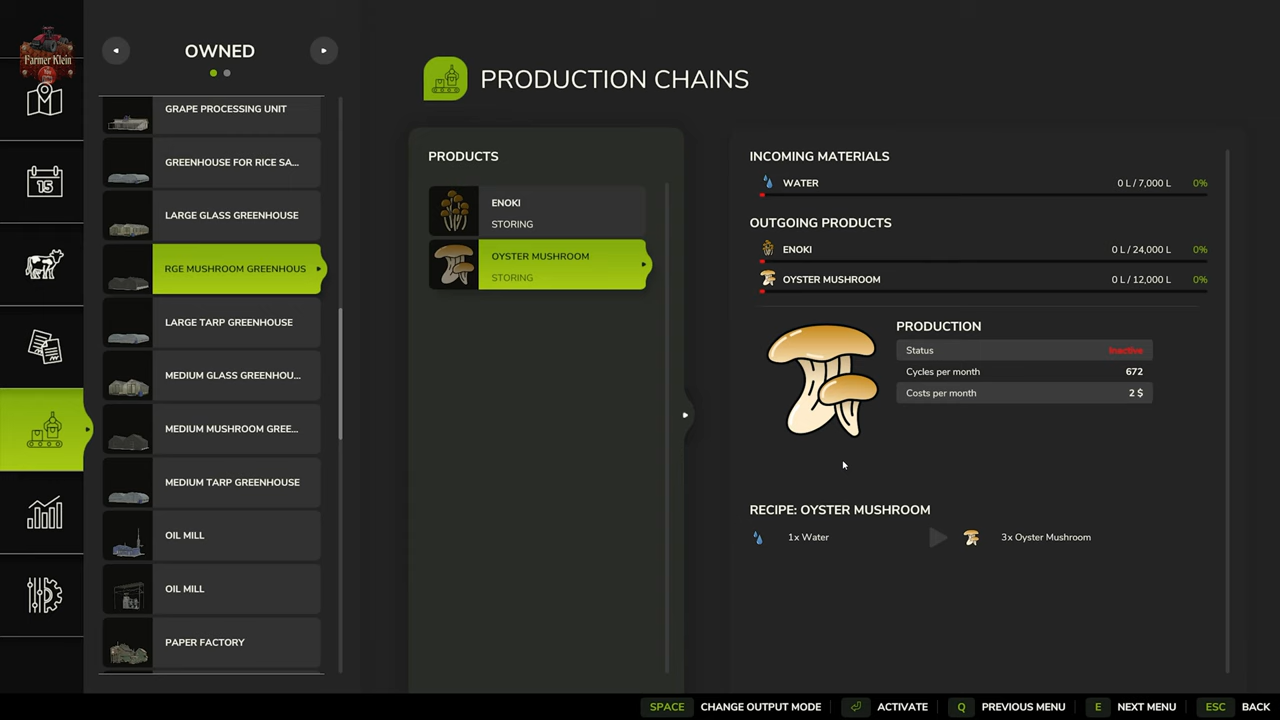 Farmer Klein
You
Tube
15
OWNED
GRAPE PROCESSING UNIT
GREENHOUSE FOR RICE SA...
LARGE GLASS GREENHOUSE
RGE MUSHROOM GREENHOUS
LARGE TARP GREENHOUSE
MEDIUM GLASS GREENHOU...
MEDIUM MUSHROOM GREE...
MEDIUM TARP GREENHOUSE
OIL MILL
OIL MILL
PAPER FACTORY
PRODUCTION CHAINS
PRODUCTS
ENOKI
STORING
OYSTER MUSHROOM
STORING
INCOMING MATERIALS
WATER 0 L / 7,000 L 0%
OUTGOING PRODUCTS
ENOKI 0 L / 24,000 L 0%
OYSTER MUSHROOM 0 L / 12,000 L 0%
PRODUCTION
Status Inactive
Cycles per month 672
Costs per month 2 $
RECIPE: OYSTER MUSHROOM
1x Water 3x Oyster Mushroom
SPACE CHANGE OUTPUT MODE ACTIVATE Q PREVIOUS MENU E NEXT MENU ESC BACK